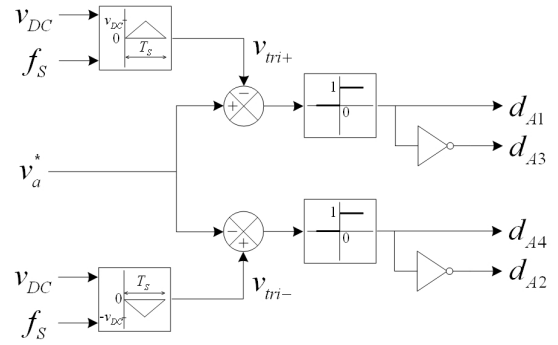 v_DC
f_S
v_DC
0
T_S
v_tri+
−
+
1
0
d_A1
d_A3
v_a^*
−
+
1
0
d_A4
d_A2
v_DC
f_S
T_S
0
-v_DC
v_tri−